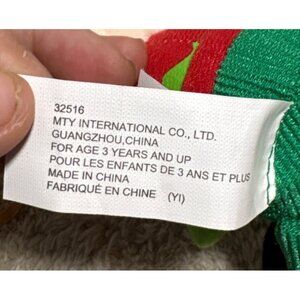 32516
MTY INTERNATIONAL CO., LTD.
GUANGZHOU,CHINA
FOR AGE 3 YEARS AND UP
POUR LES ENFANTS DE 3 ANS ET PLUS
MADE IN CHINA
FABRIQUÉ EN CHINE (YI)